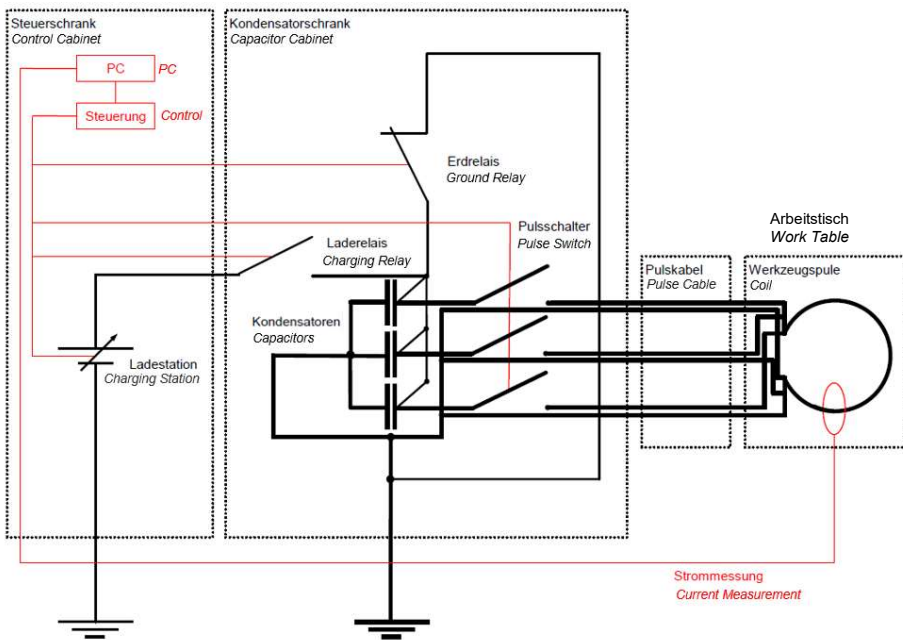 Steuerschrank
Control Cabinet
Kondensatorschrank
Capacitor Cabinet
PC
PC
Steuerung
Control
Erdrelais
Ground Relay
Pulsschalter
Pulse Switch
Laderelais
Charging Relay
Arbeitstisch
Work Table
Pulskabel
Pulse Cable
Werkzeugspule
Coil
Kondensatoren
Capacitors
Ladestation
Charging Station
Strommessung
Current Measurement